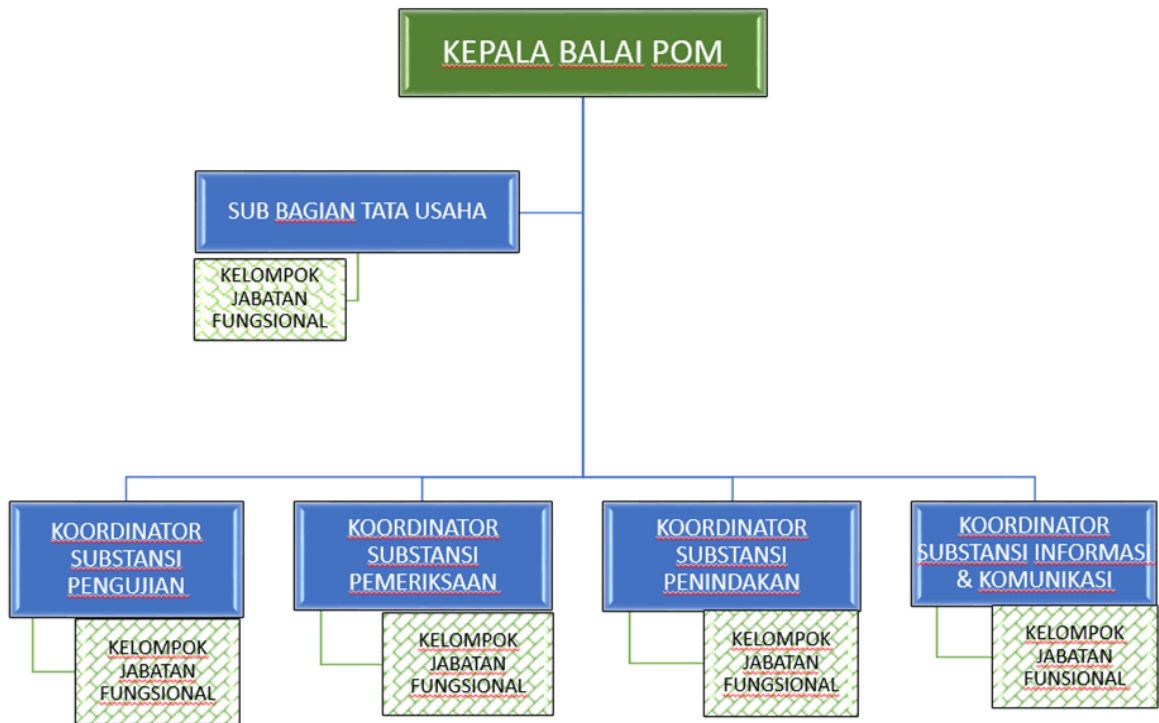 KEPALA BALAI POM
SUB BAGIAN TATA USAHA
KELOMPOK
JABATAN
FUNGSIONAL
KOORDINATOR
SUBSTANSI
PENGUJIAN
KELOMPOK
JABATAN
FUNGSIONAL
KOORDINATOR
SUBSTANSI
PEMERIKSAAN
KELOMPOK
JABATAN
FUNGSIONAL
KOORDINATOR
SUBSTANSI
PENINDAKAN
KELOMPOK
JABATAN
FUNGSIONAL
KOORDINATOR
SUBSTANSI INFORMASI
& KOMUNIKASI
KELOMPOK
JABATAN
FUNSIONAL